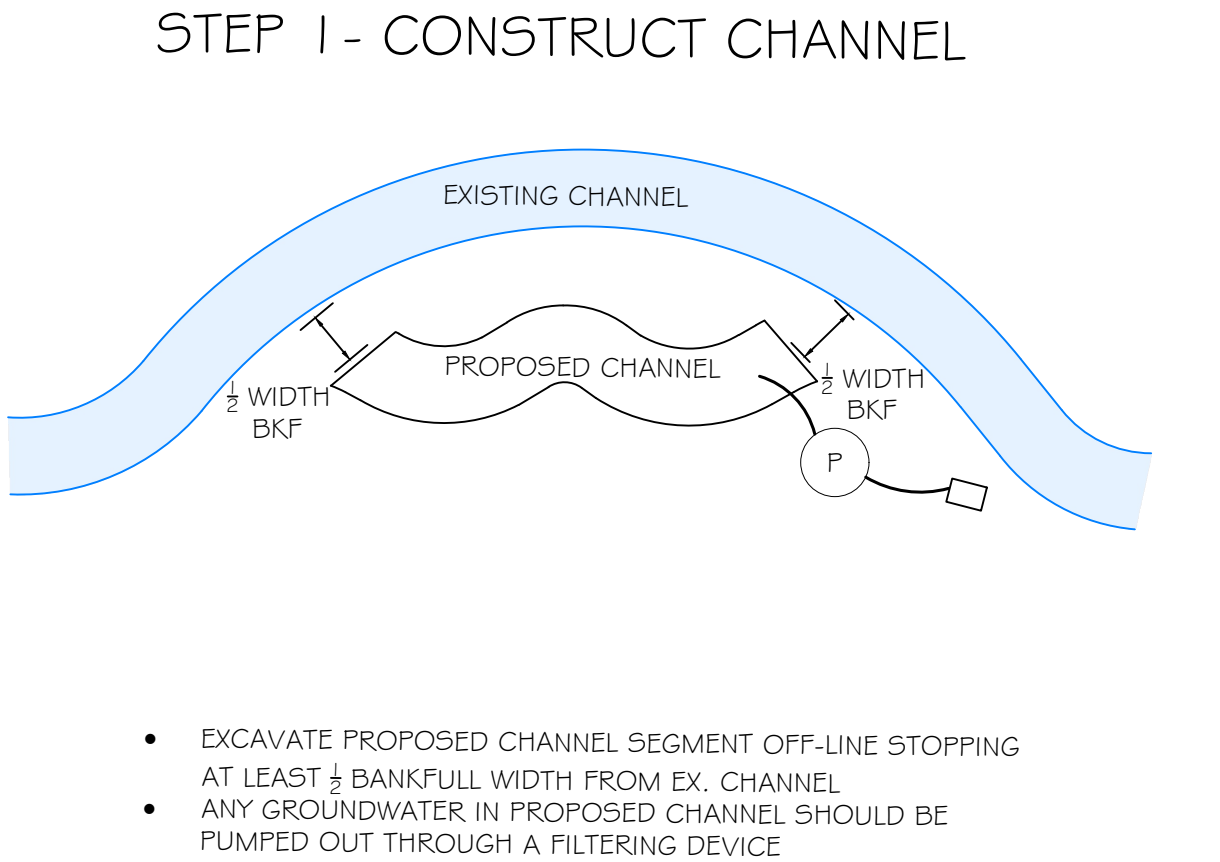 STEP 1 - CONSTRUCT CHANNEL
EXISTING CHANNEL
PROPOSED CHANNEL
½ WIDTH
BKF
½ WIDTH
BKF
P
• EXCAVATE PROPOSED CHANNEL SEGMENT OFF-LINE STOPPING
AT LEAST ½ BANKFULL WIDTH FROM EX. CHANNEL
• ANY GROUNDWATER IN PROPOSED CHANNEL SHOULD BE
PUMPED OUT THROUGH A FILTERING DEVICE